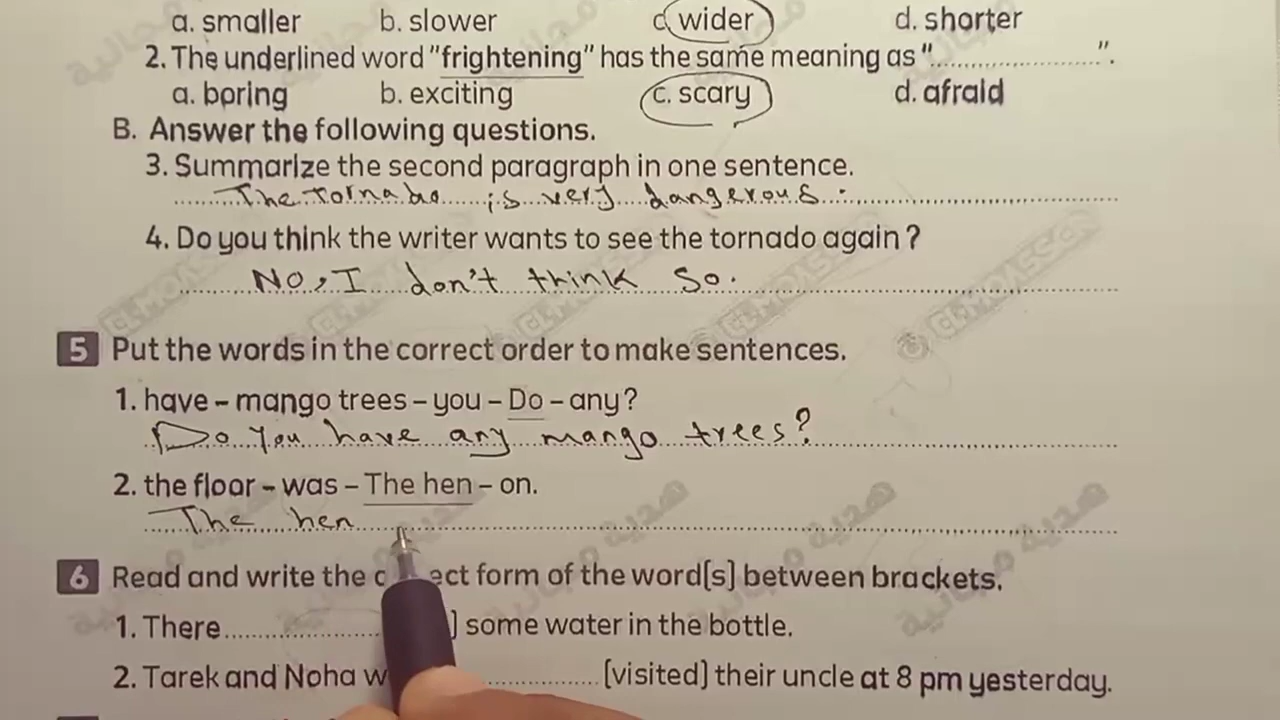 a. smaller b. slower c. wider d. shorter
2. The underlined word "frightening" has the same meaning as "....................".
a. boring b. exciting c. scary d. afraid
B. Answer the following questions.
3. Summarize the second paragraph in one sentence.
The Tornado is very dangerous.
4. Do you think the writer wants to see the tornado again?
No, I don't think so.
5 Put the words in the correct order to make sentences.
1. have – mango trees – you – Do – any?
Do you have any mango trees?
2. the floor – was – The hen – on.
The hen
6 Read and write the ect form of the word[s] between brackets.
1. There .................... ] some water in the bottle.
2. Tarek and Noha w .............. [visited] their uncle at 8 pm yesterday.